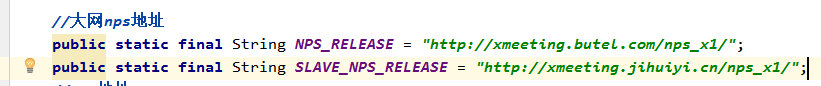 //大网nps地址
public static final String NPS_RELEASE = "http://xmeeting.butel.com/nps_x1/";
public static final String SLAVE_NPS_RELEASE = "http://xmeeting.jihuiyi.cn/nps_x1/";